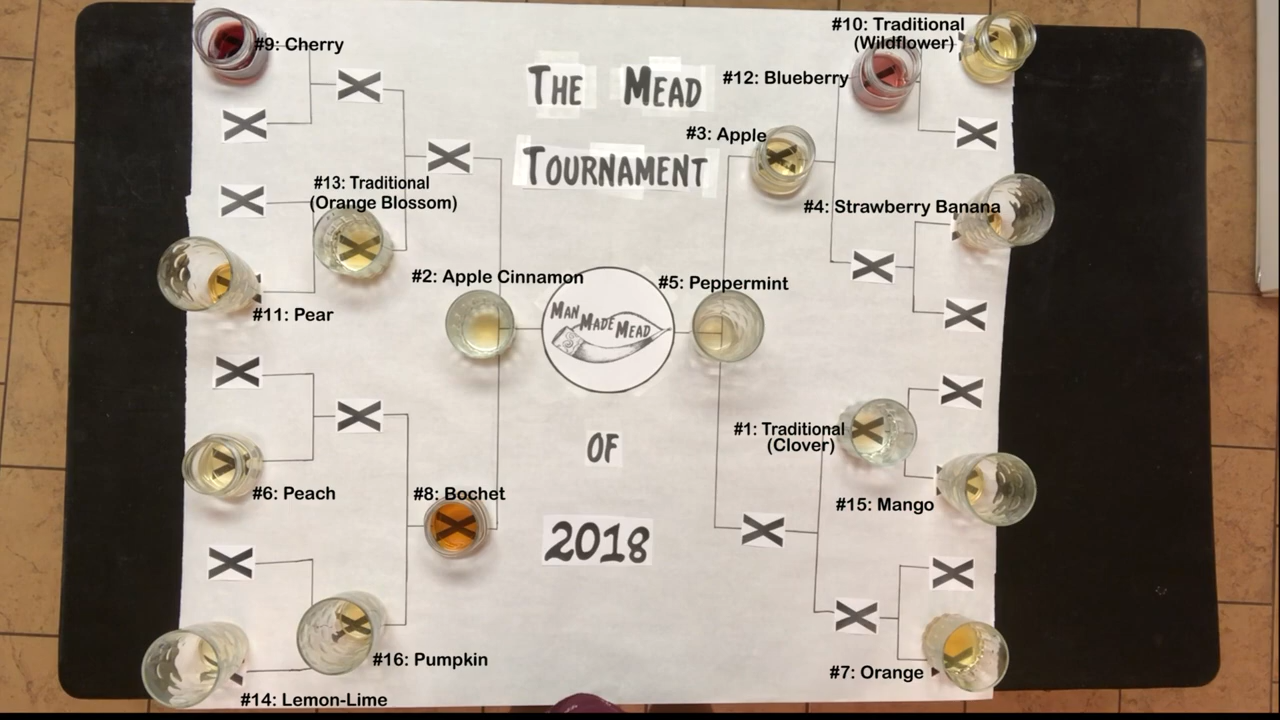 #9: Cherry
#10: Traditional
(Wildflower)
THE MEAD
#12: Blueberry
#3: Apple
TOURNAMENT
#13: Traditional
(Orange Blossom)
#4: Strawberry Banana
#2: Apple Cinnamon
#5: Peppermint
#11: Pear
MAN
MADE
MEAD
#1: Traditional
(Clover)
OF
#6: Peach
#8: Bochet
#15: Mango
2018
#16: Pumpkin
#7: Orange
#14: Lemon-Lime